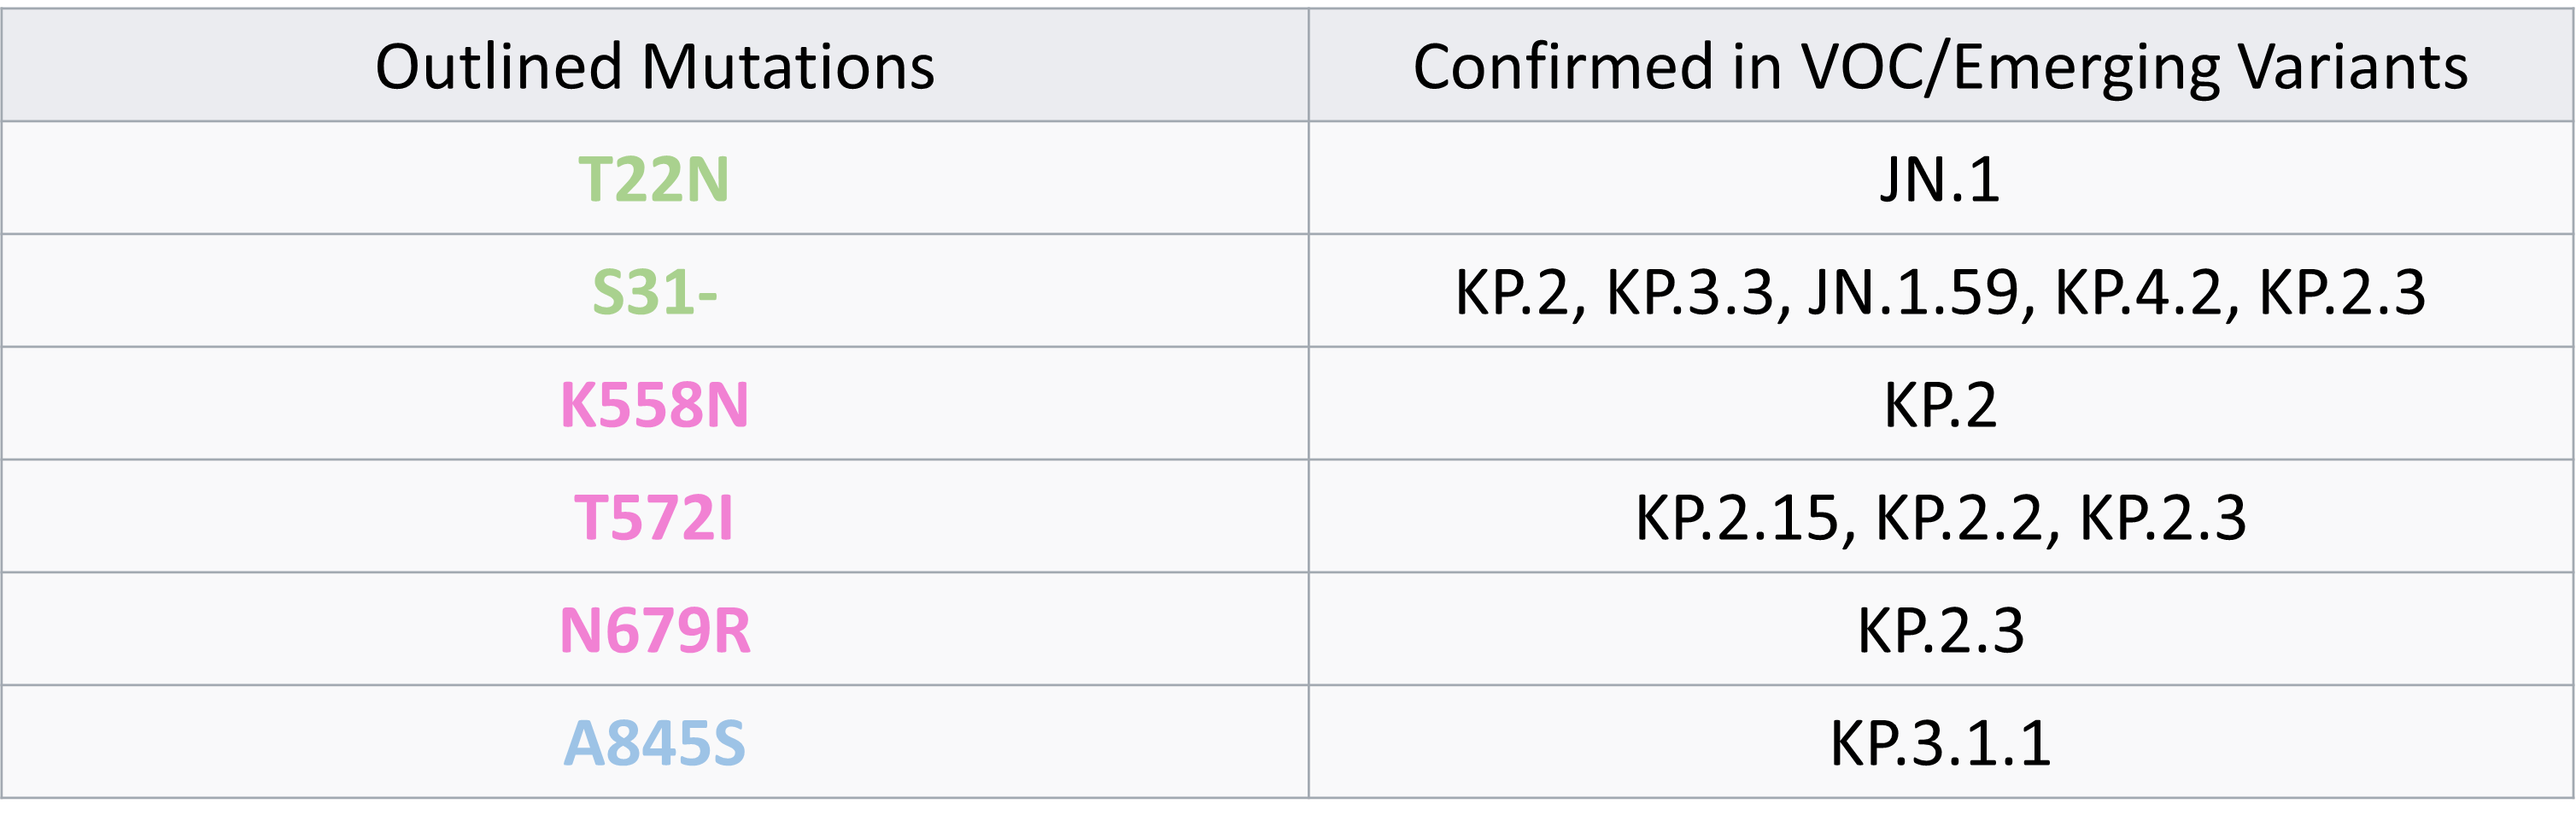 Outlined Mutations Confirmed in VOC/Emerging Variants
T22N JN.1
S31- KP.2, KP.3.3, JN.1.59, KP.4.2, KP.2.3
K558N KP.2
T572I KP.2.15, KP.2.2, KP.2.3
N679R KP.2.3
A845S KP.3.1.1